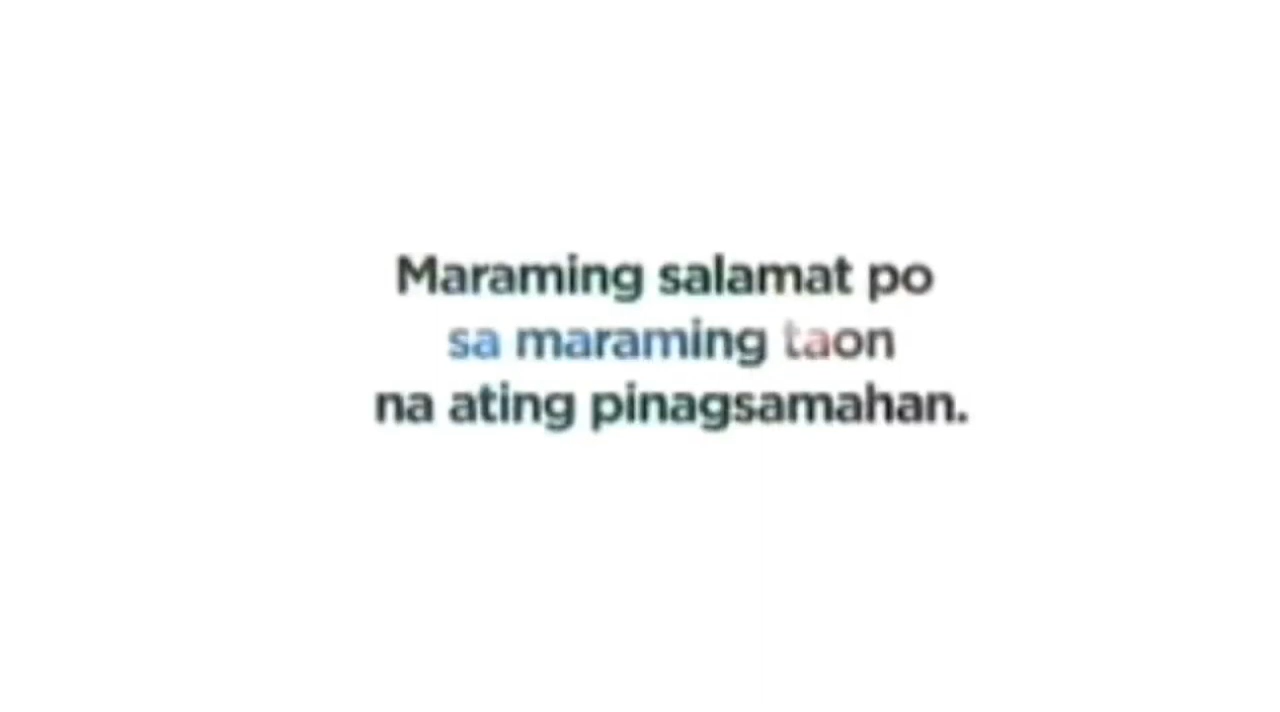 Maraming salamat po
sa maraming taon
na ating pinagsamahan.